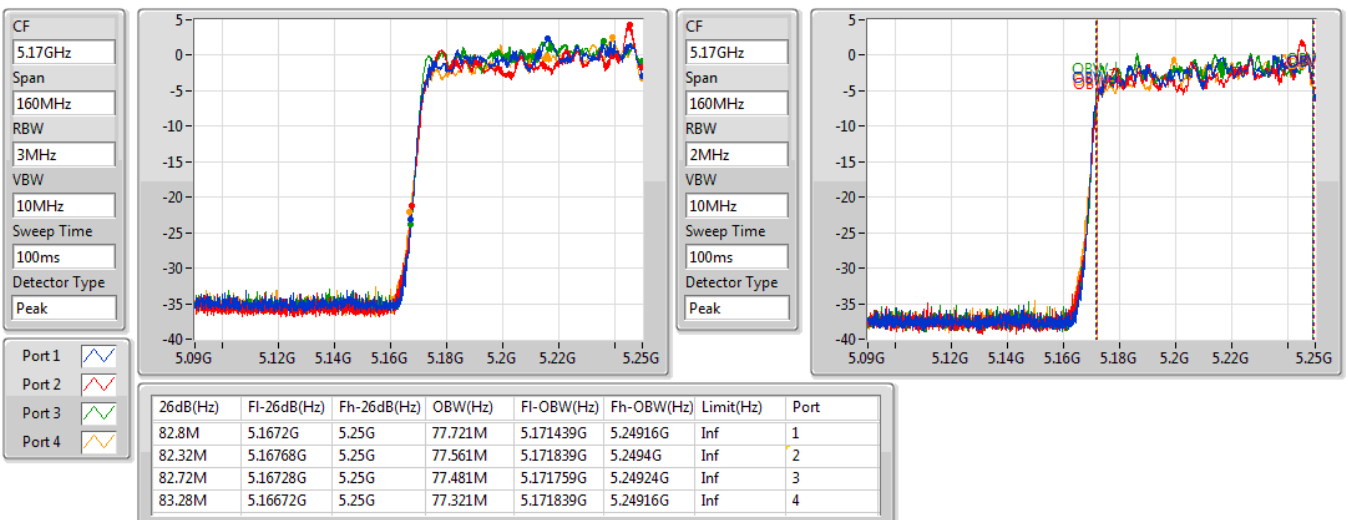 CF
5.17GHz
Span
160MHz
RBW
3MHz
VBW
10MHz
Sweep Time
100ms
Detector Type
Peak
5
0
-5
-10
-15
-20
-25
-30
-35
-40
5.09G 5.12G 5.14G 5.16G 5.18G 5.2G 5.22G 5.25G
CF
5.17GHz
Span
160MHz
RBW
2MHz
VBW
10MHz
Sweep Time
100ms
Detector Type
Peak
5
0
-5
-10
-15
-20
-25
-30
-35
-40
5.09G 5.12G 5.14G 5.16G 5.18G 5.2G 5.22G 5.25G
Port 1
Port 2
Port 3
Port 4
26dB(Hz) Fl-26dB(Hz) Fh-26dB(Hz) OBW(Hz) Fl-OBW(Hz) Fh-OBW(Hz) Limit(Hz) Port
82.8M 5.1672G 5.25G 77.721M 5.171439G 5.24916G Inf 1
82.32M 5.16768G 5.25G 77.561M 5.171839G 5.2494G Inf 2
82.72M 5.16728G 5.25G 77.481M 5.171759G 5.24924G Inf 3
83.28M 5.16672G 5.25G 77.321M 5.171839G 5.24916G Inf 4